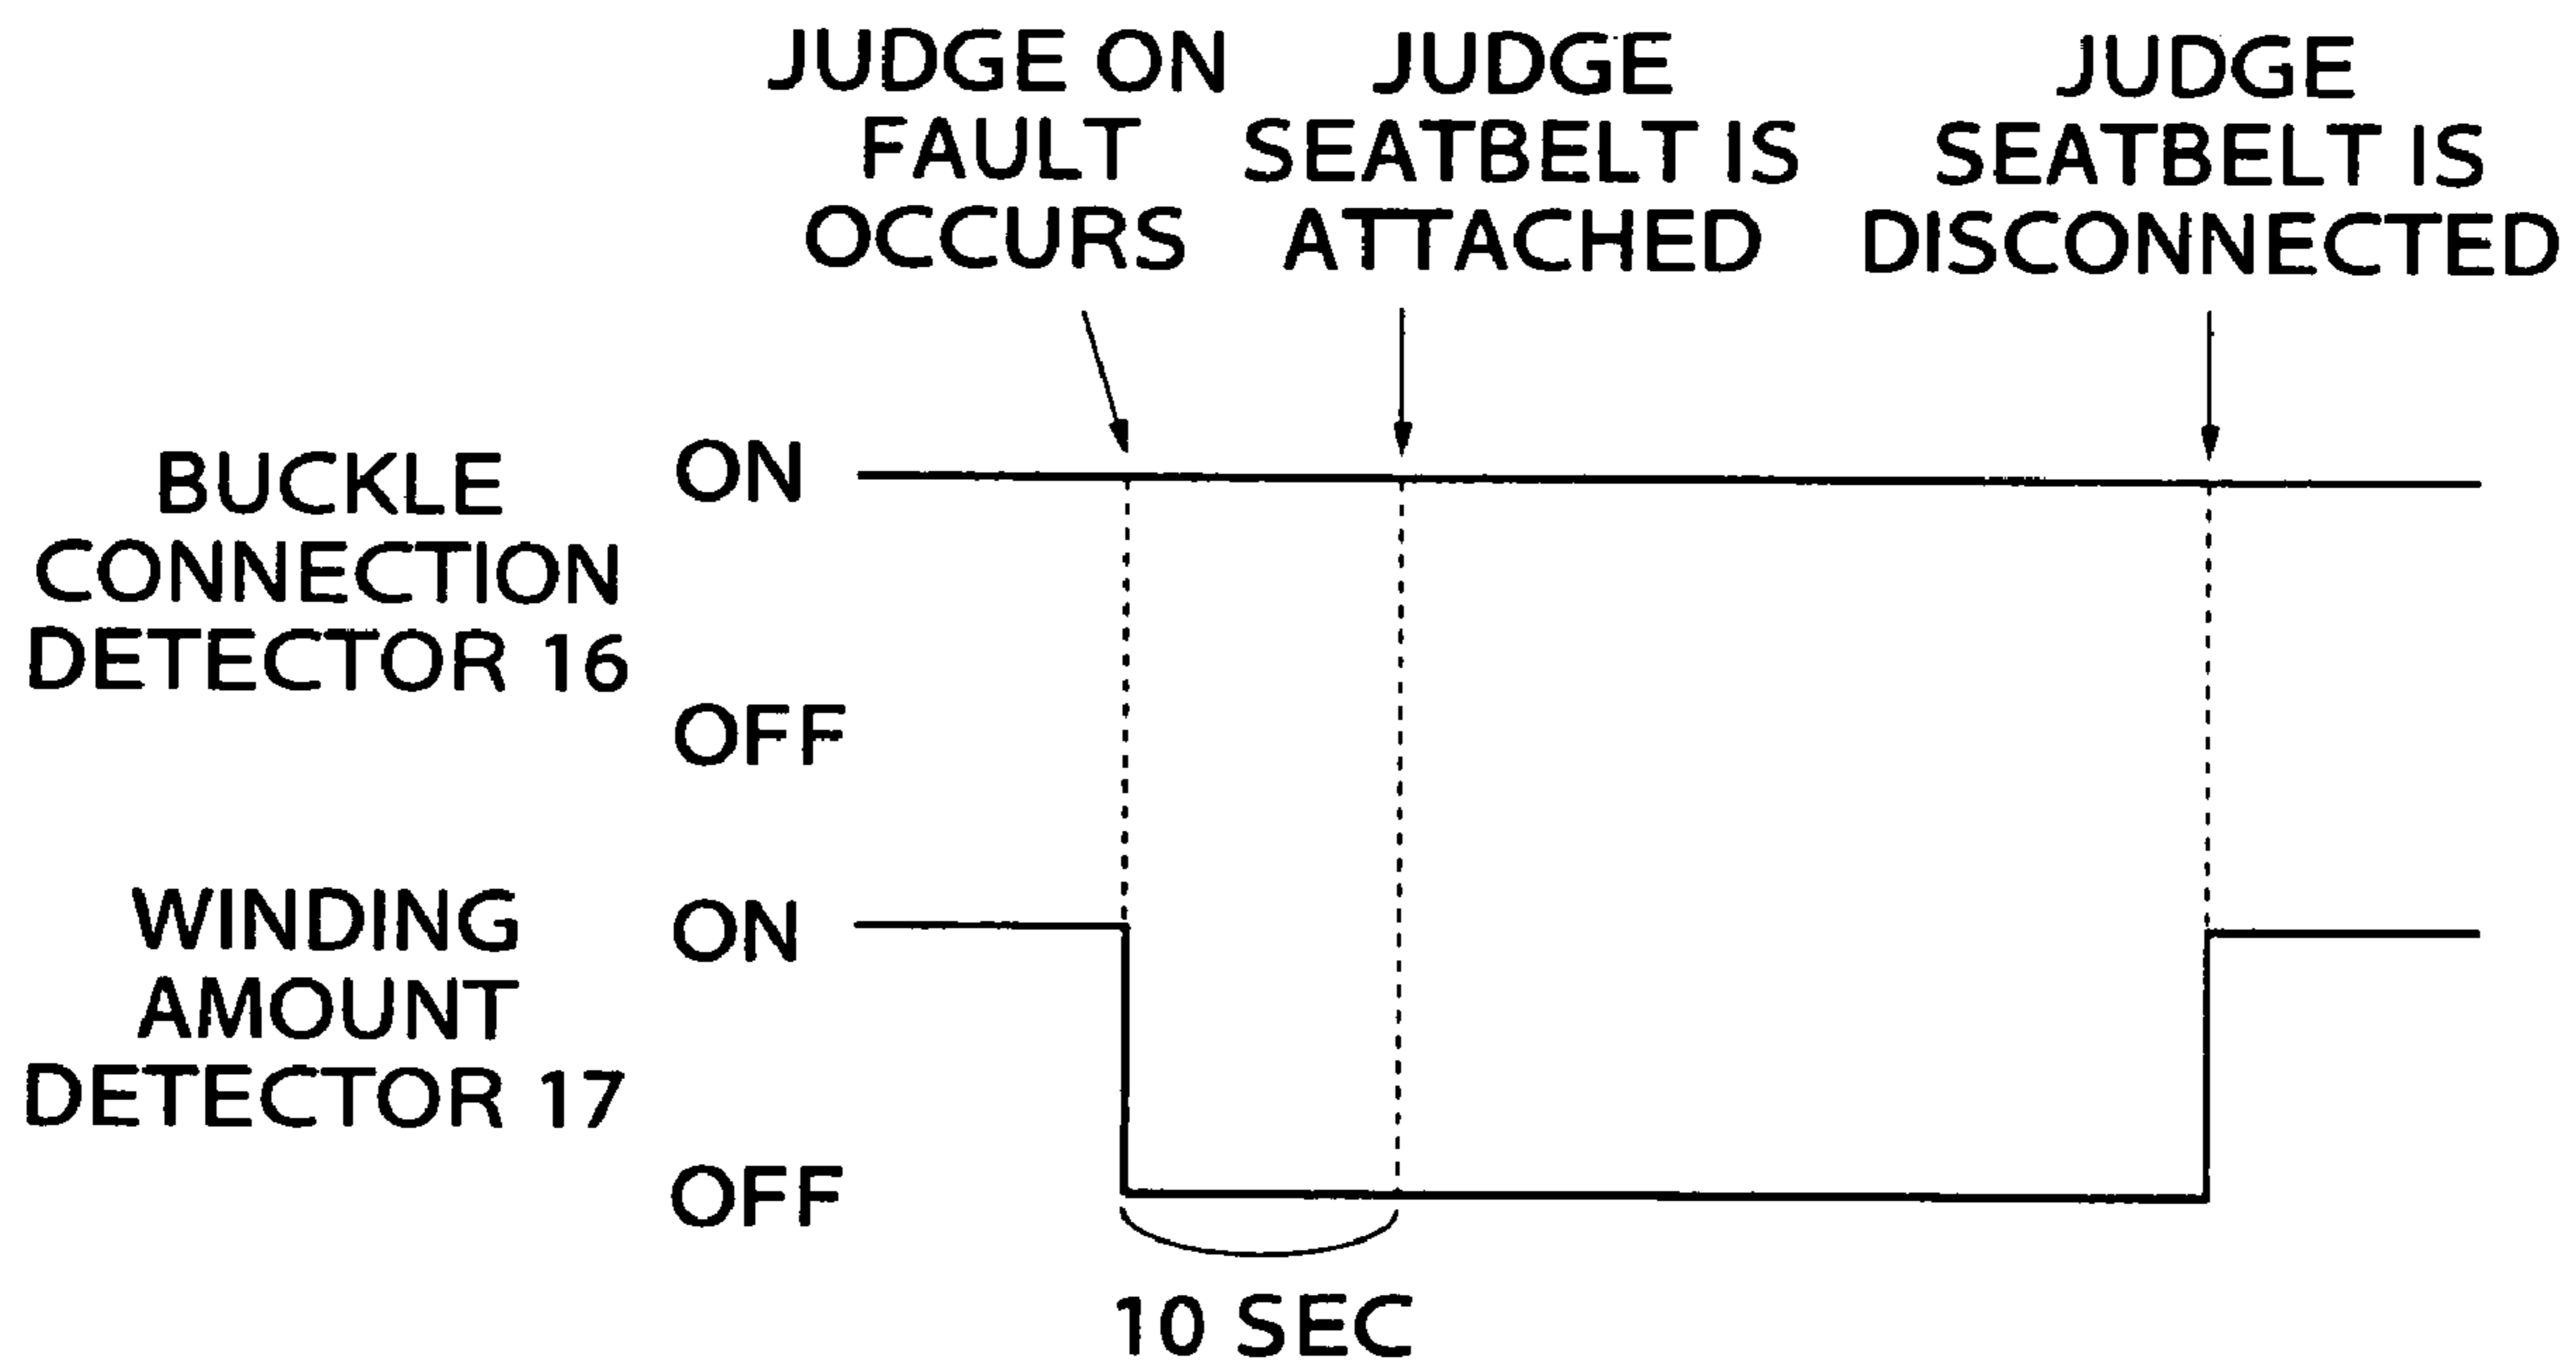 JUDGE ON
FAULT
OCCURS
JUDGE
SEATBELT IS
ATTACHED
JUDGE
SEATBELT IS
DISCONNECTED
BUCKLE
CONNECTION
DETECTOR 16
ON
OFF
WINDING
AMOUNT
DETECTOR 17
ON
OFF
10 SEC